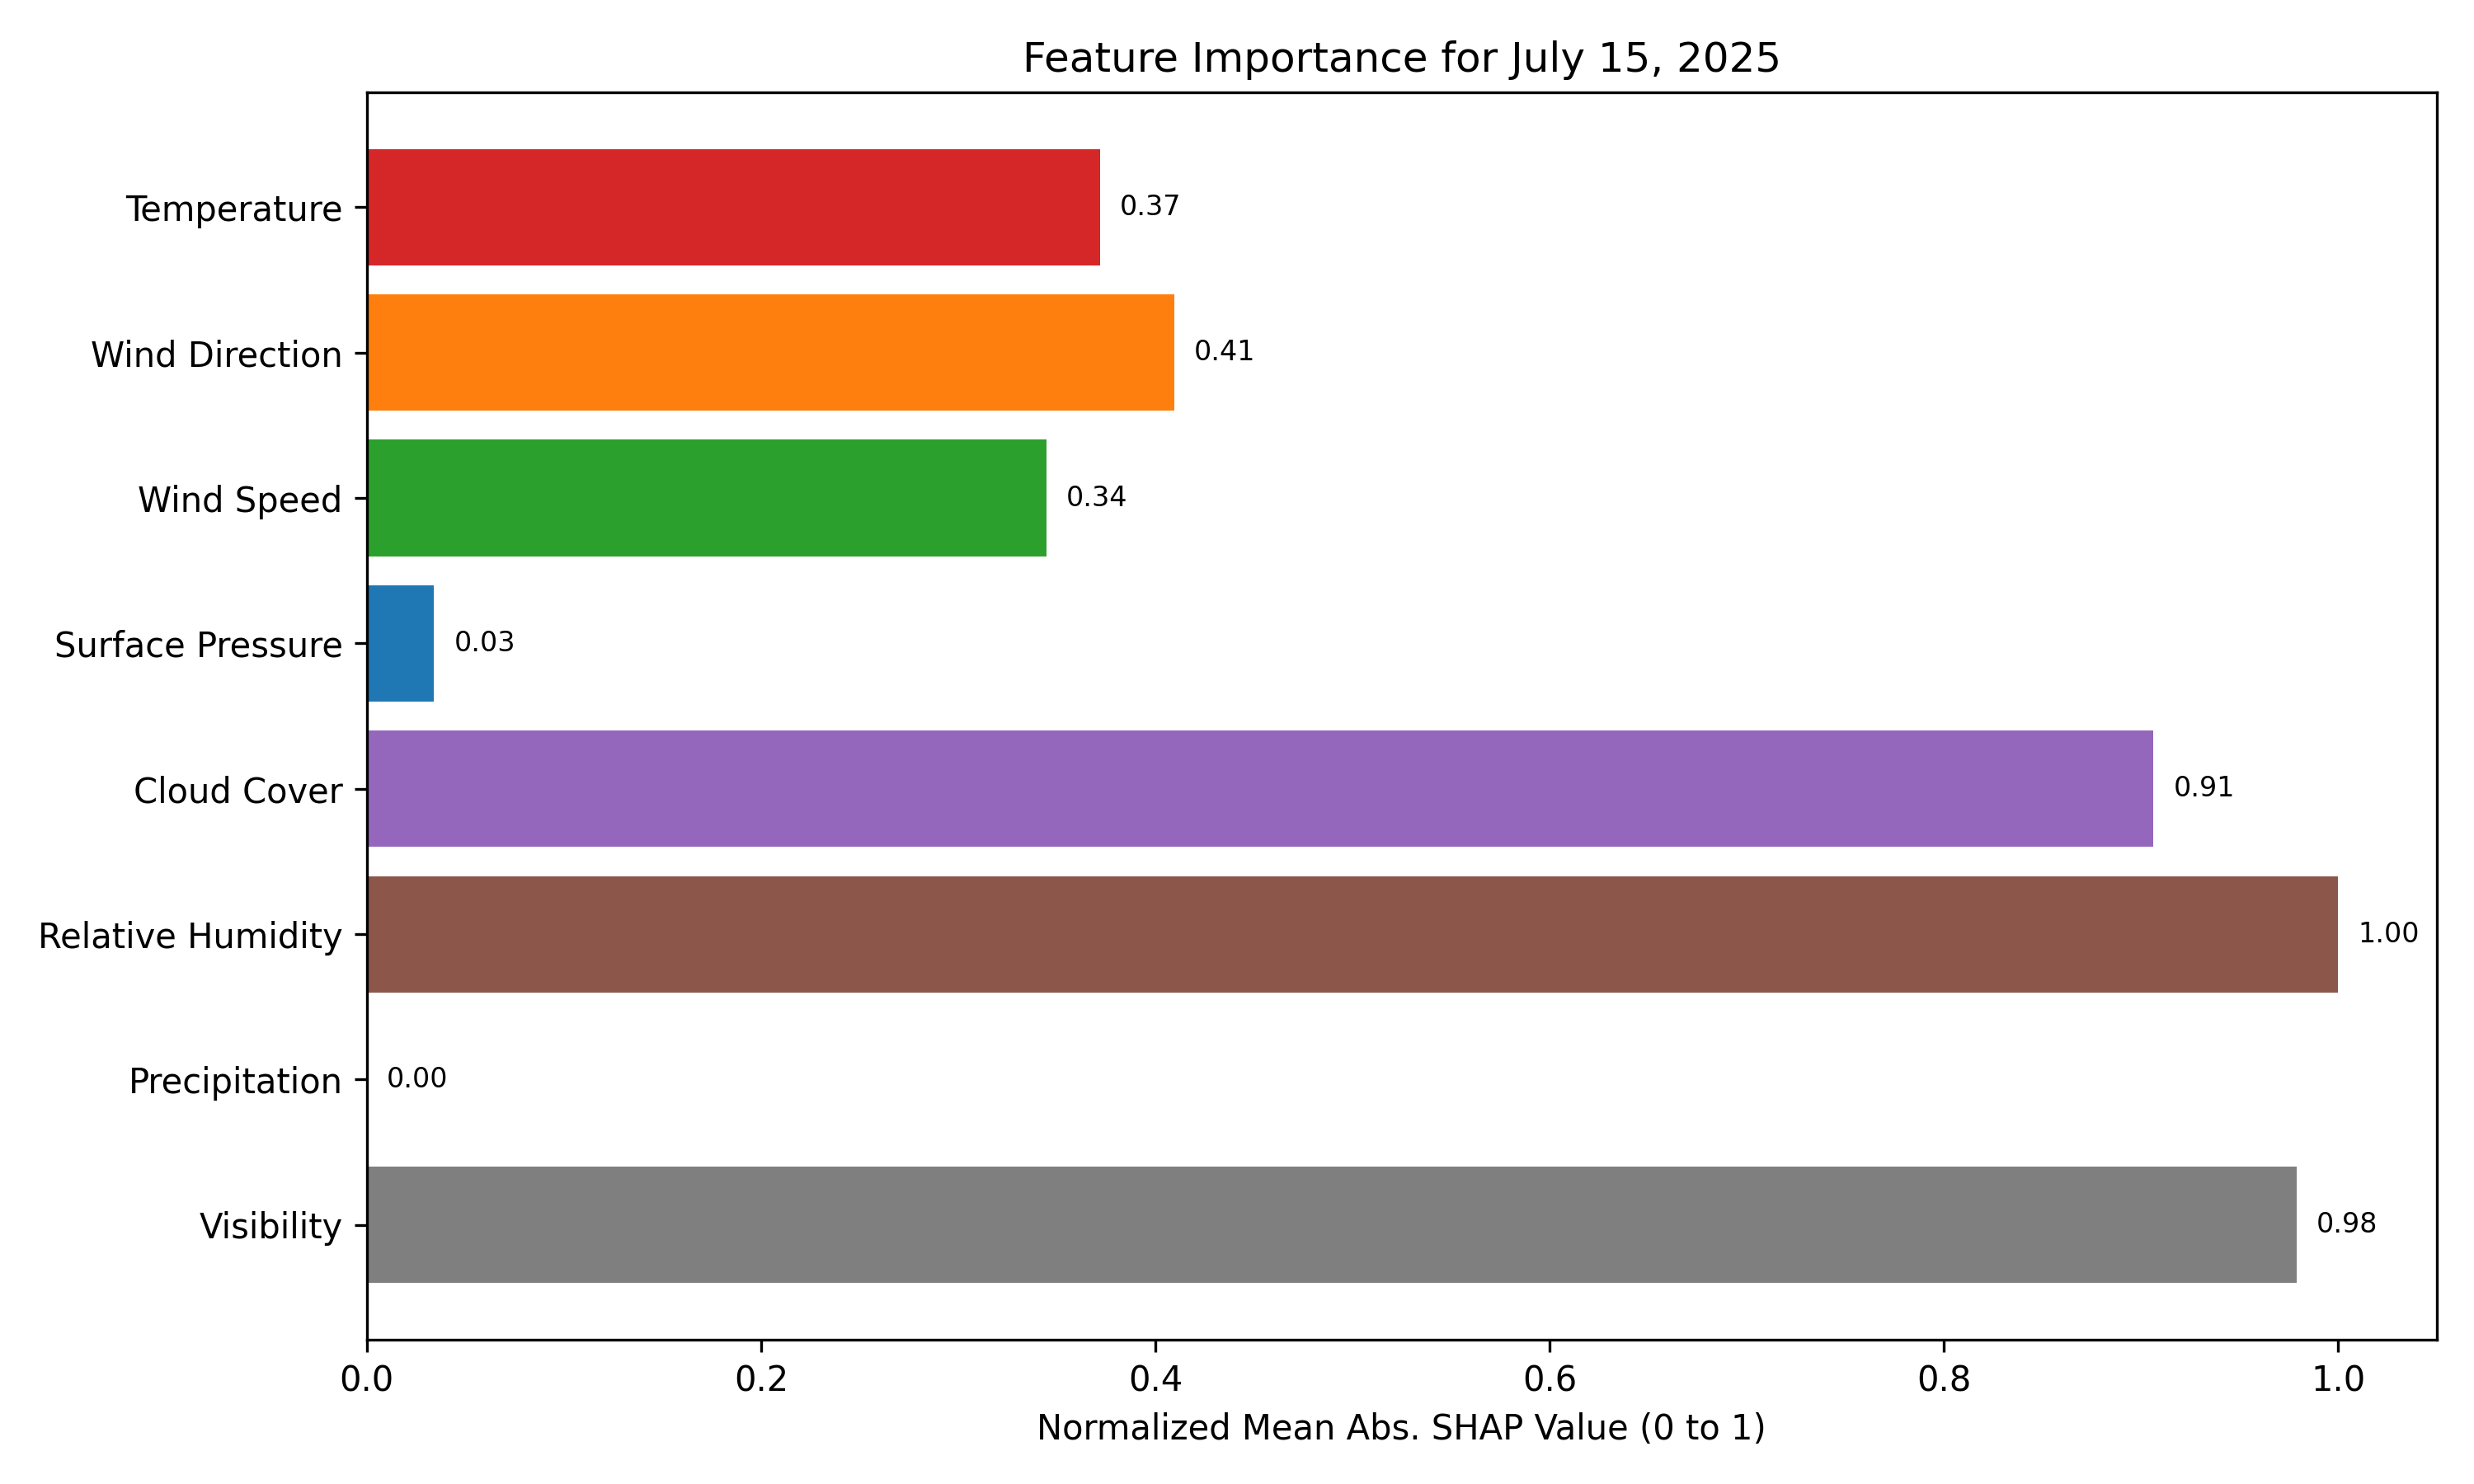 Feature Importance for July 15, 2025
Temperature 0.37
Wind Direction 0.41
Wind Speed 0.34
Surface Pressure 0.03
Cloud Cover 0.91
Relative Humidity 1.00
Precipitation 0.00
Visibility 0.98
0.0 0.2 0.4 0.6 0.8 1.0
Normalized Mean Abs. SHAP Value (0 to 1)